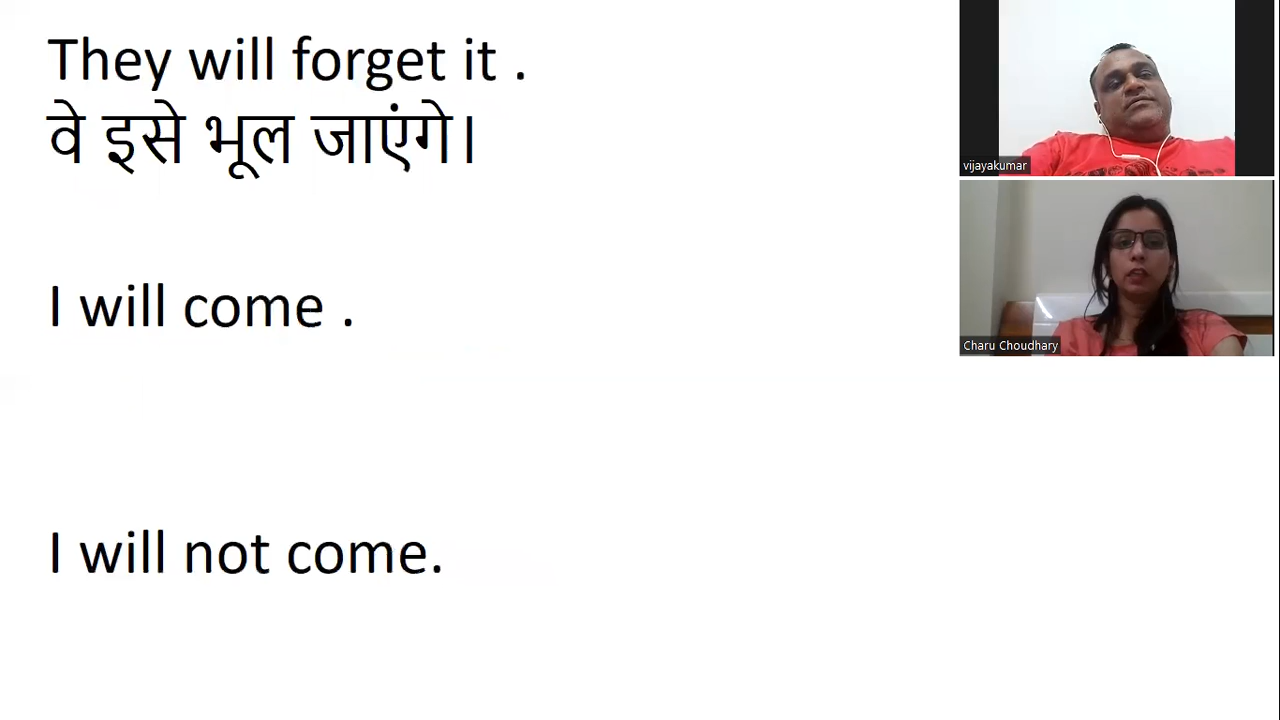 They will forget it .
वे इसे भूल जाएंगे।
I will come .
I will not come.
vijayakumar
Charu Choudhary